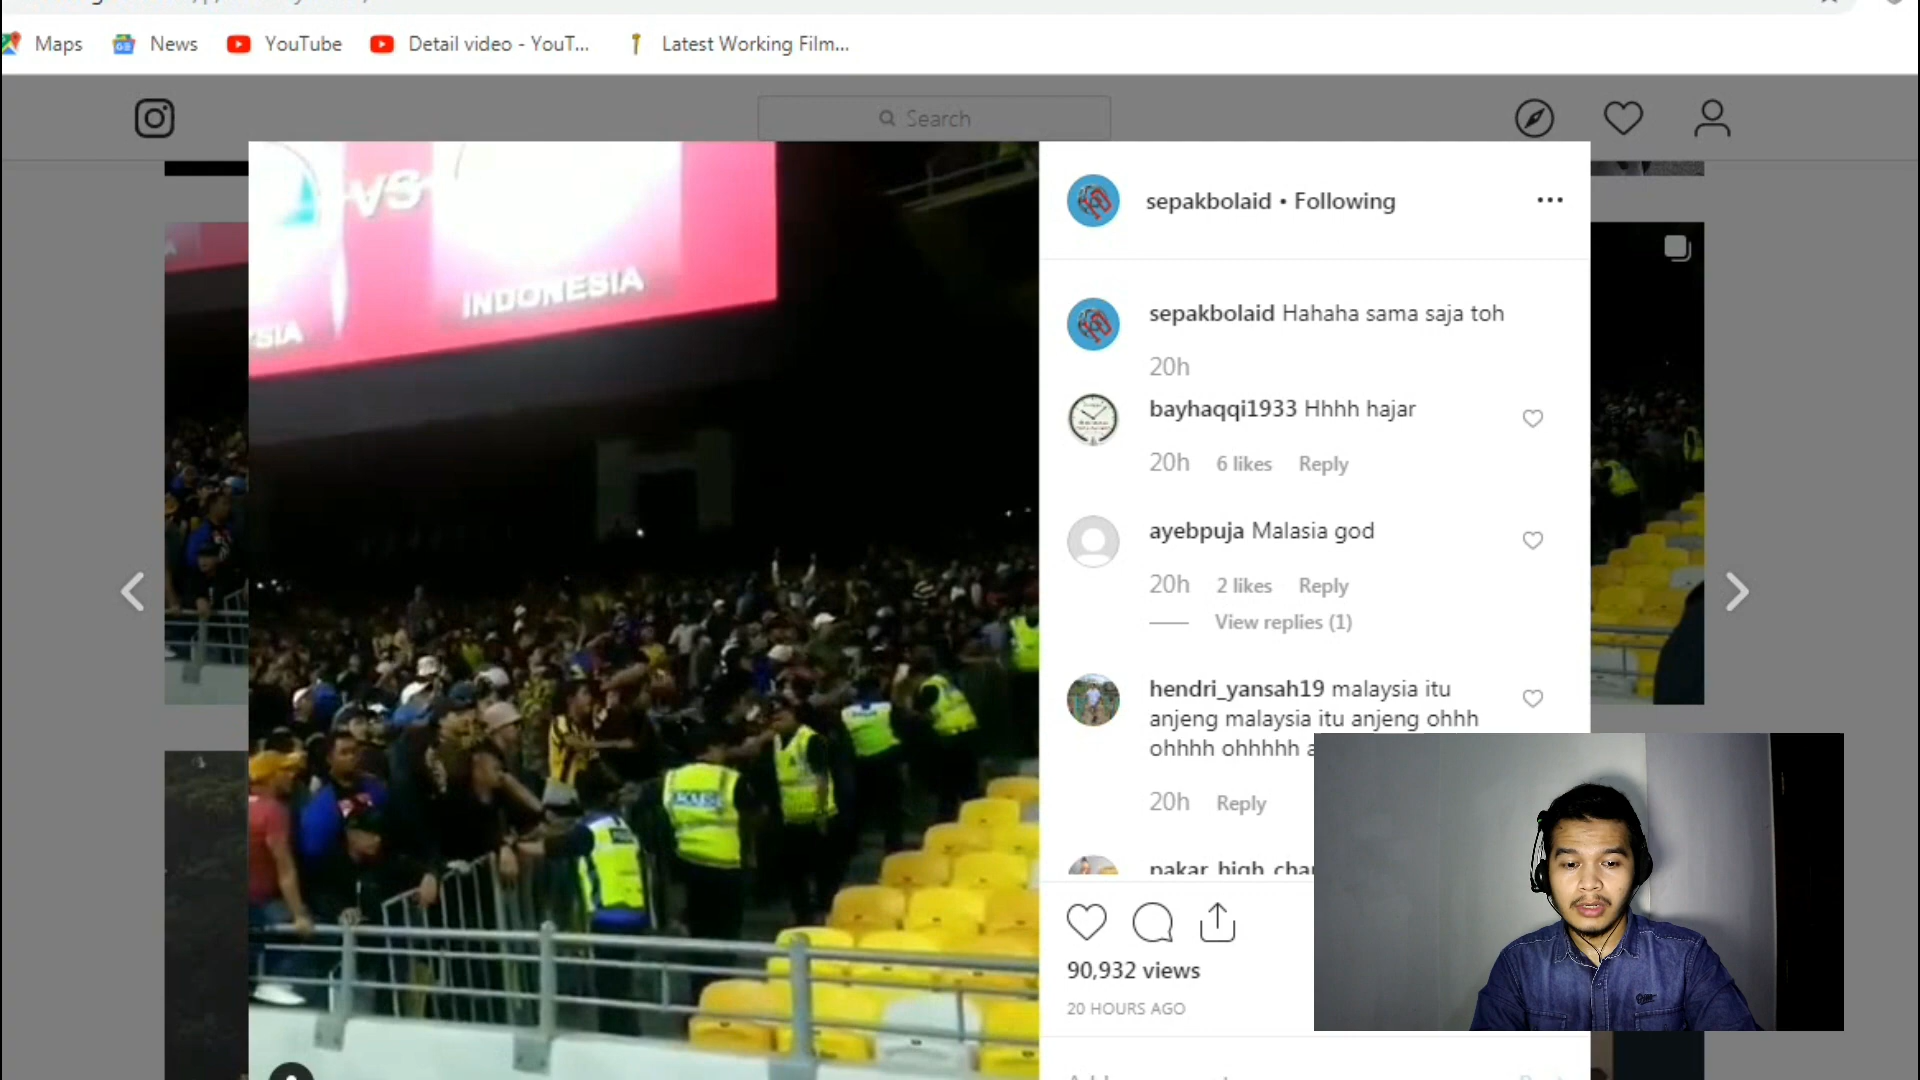 Maps
News
YouTube
Detail video - YouT...
Latest Working Film...
Search
VS
INDONESIA
SIA
sepakbolaid • Following
sepakbolaid Hahaha sama saja toh
20h
bayhaqqi1933 Hhhh hajar
20h 6 likes Reply
ayebpuja Malasia god
20h 2 likes Reply
View replies (1)
hendri_yansah19 malaysia itu
anjeng malaysia itu anjeng ohhh
ohhhh ohhhhh a
20h Reply
pakar_high_cha
90,932 views
20 HOURS AGO